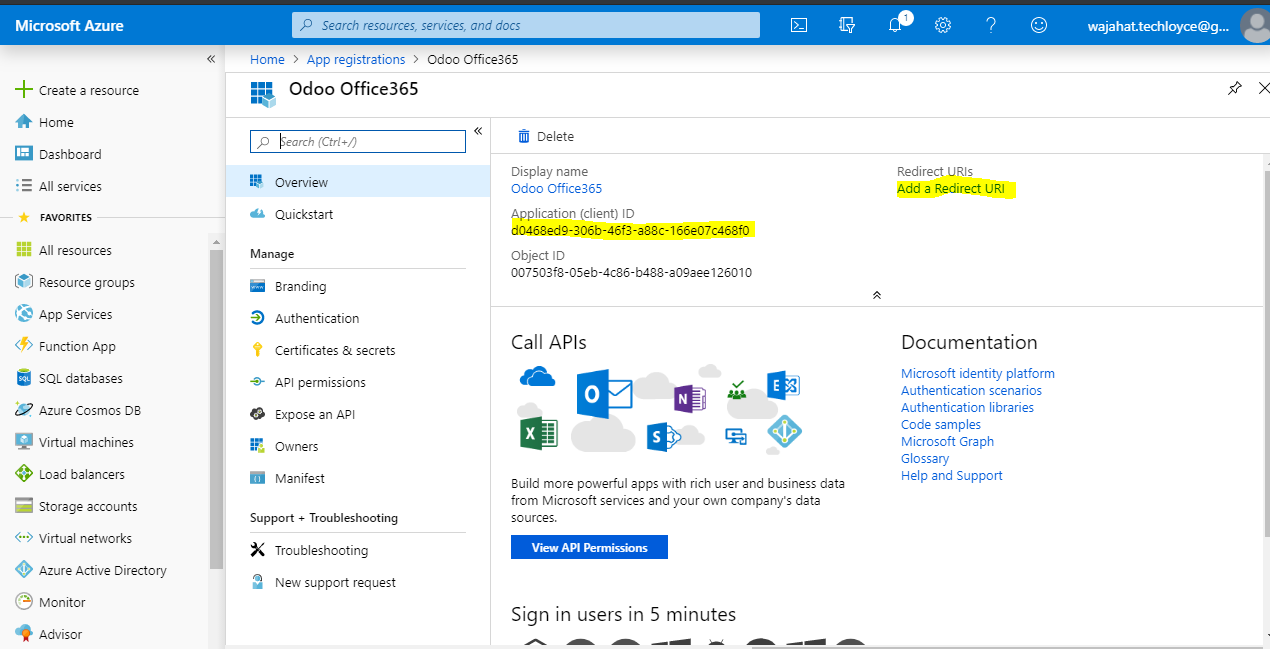 Microsoft Azure
Search resources, services, and docs
1
wajahat.techloyce@g...
Create a resource
Home
Dashboard
All services
FAVORITES
All resources
Resource groups
App Services
Function App
SQL databases
Azure Cosmos DB
Virtual machines
Load balancers
Storage accounts
Virtual networks
Azure Active Directory
Monitor
Advisor
Home > App registrations > Odoo Office365
Odoo Office365
Search (Ctrl+/)
Overview
Quickstart
Manage
Branding
Authentication
Certificates & secrets
API permissions
Expose an API
Owners
Manifest
Support + Troubleshooting
Troubleshooting
New support request
Delete
Display name
Odoo Office365
Application (client) ID
d0468ed9-306b-46f3-a88c-166e07c468f0
Object ID
007503f8-05eb-4c86-b488-a09aee126010
Redirect URIs
Add a Redirect URI
Call APIs
Build more powerful apps with rich user and business data
from Microsoft services and your own company's data
sources.
View API Permissions
Documentation
Microsoft identity platform
Authentication scenarios
Authentication libraries
Code samples
Microsoft Graph
Glossary
Help and Support
Sign in users in 5 minutes